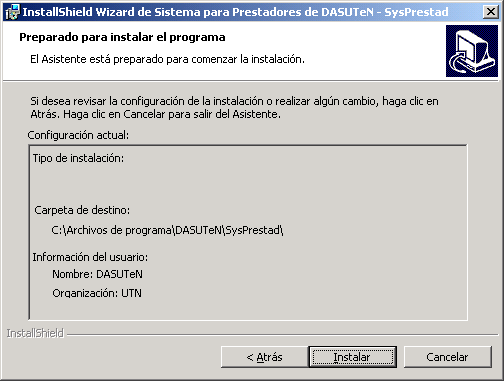 InstallShield Wizard de Sistema para Prestadores de DASUTeN - SysPrestad
Preparado para instalar el programa
El Asistente está preparado para comenzar la instalación.
Si desea revisar la configuración de la instalación o realizar algún cambio, haga clic en
Atrás. Haga clic en Cancelar para salir del Asistente.
Configuración actual:
Tipo de instalación:
Carpeta de destino:
C:\Archivos de programa\DASUTeN\SysPrestad\
Información del usuario:
Nombre: DASUTeN
Organización: UTN
InstallShield
< Atrás
Instalar
Cancelar